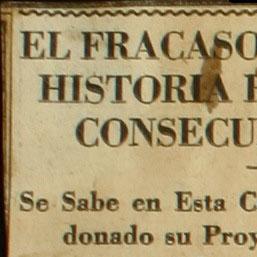 EL FRACASO
HISTORIA
CONSECU
Se Sabe en Esta C
donado su Proy